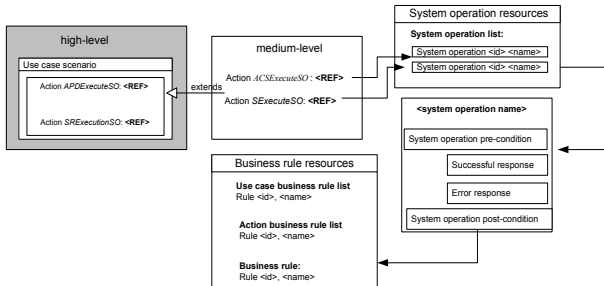 high-level
Use case scenario
Action APDExecuteSO: <REF>
Action SRExecutionSO: <REF>
extends
medium-level
Action ACSExecuteSO : <REF>
Action SExecuteSO: <REF>
System operation resources
System operation list:
System operation <id> <name>
System operation <id> <name>
<system operation name>
System operation pre-condition
Successful response
Error response
System operation post-condition
Business rule resources
Use case business rule list
Rule <id>, <name>
Action business rule list
Rule <id>, <name>
Business rule:
Rule <id>, <name>